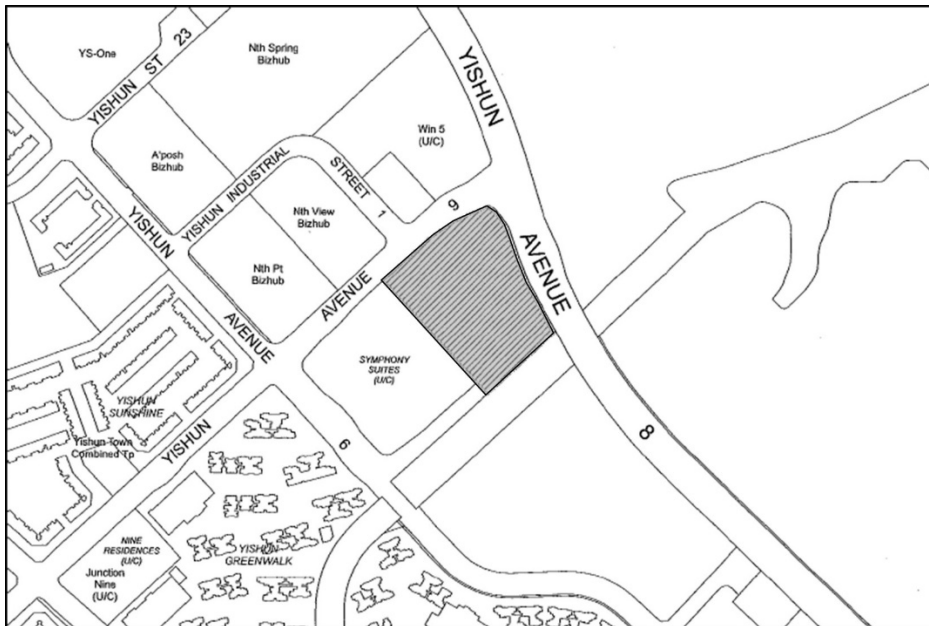 YS-One
YISHUN ST 23
Nth Spring
Bizhub
YISHUN
Win 5
(U/C)
A'posh
Bizhub
YISHUN INDUSTRIAL
STREET 1
9
Nth View
Bizhub
YISHUN
Nth Pt
Bizhub
AVENUE
AVENUE
AVENUE
SYMPHONY
SUITES
(U/C)
YISHUN
SUNSHINE
Yishun Town
Combined Tp
YISHUN
6
8
NINE
RESIDENCES
(U/C)
Junction
Nine
(U/C)
YISHUN
GREENWALK